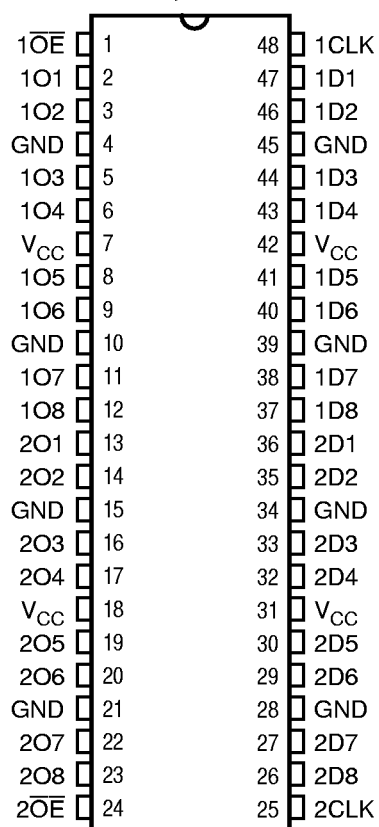 1O̅E̅ 1 48 1CLK
1O1 2 47 1D1
1O2 3 46 1D2
GND 4 45 GND
1O3 5 44 1D3
1O4 6 43 1D4
VCC 7 42 VCC
1O5 8 41 1D5
1O6 9 40 1D6
GND 10 39 GND
1O7 11 38 1D7
1O8 12 37 1D8
2O1 13 36 2D1
2O2 14 35 2D2
GND 15 34 GND
2O3 16 33 2D3
2O4 17 32 2D4
VCC 18 31 VCC
2O5 19 30 2D5
2O6 20 29 2D6
GND 21 28 GND
2O7 22 27 2D7
2O8 23 26 2D8
2O̅E̅ 24 25 2CLK